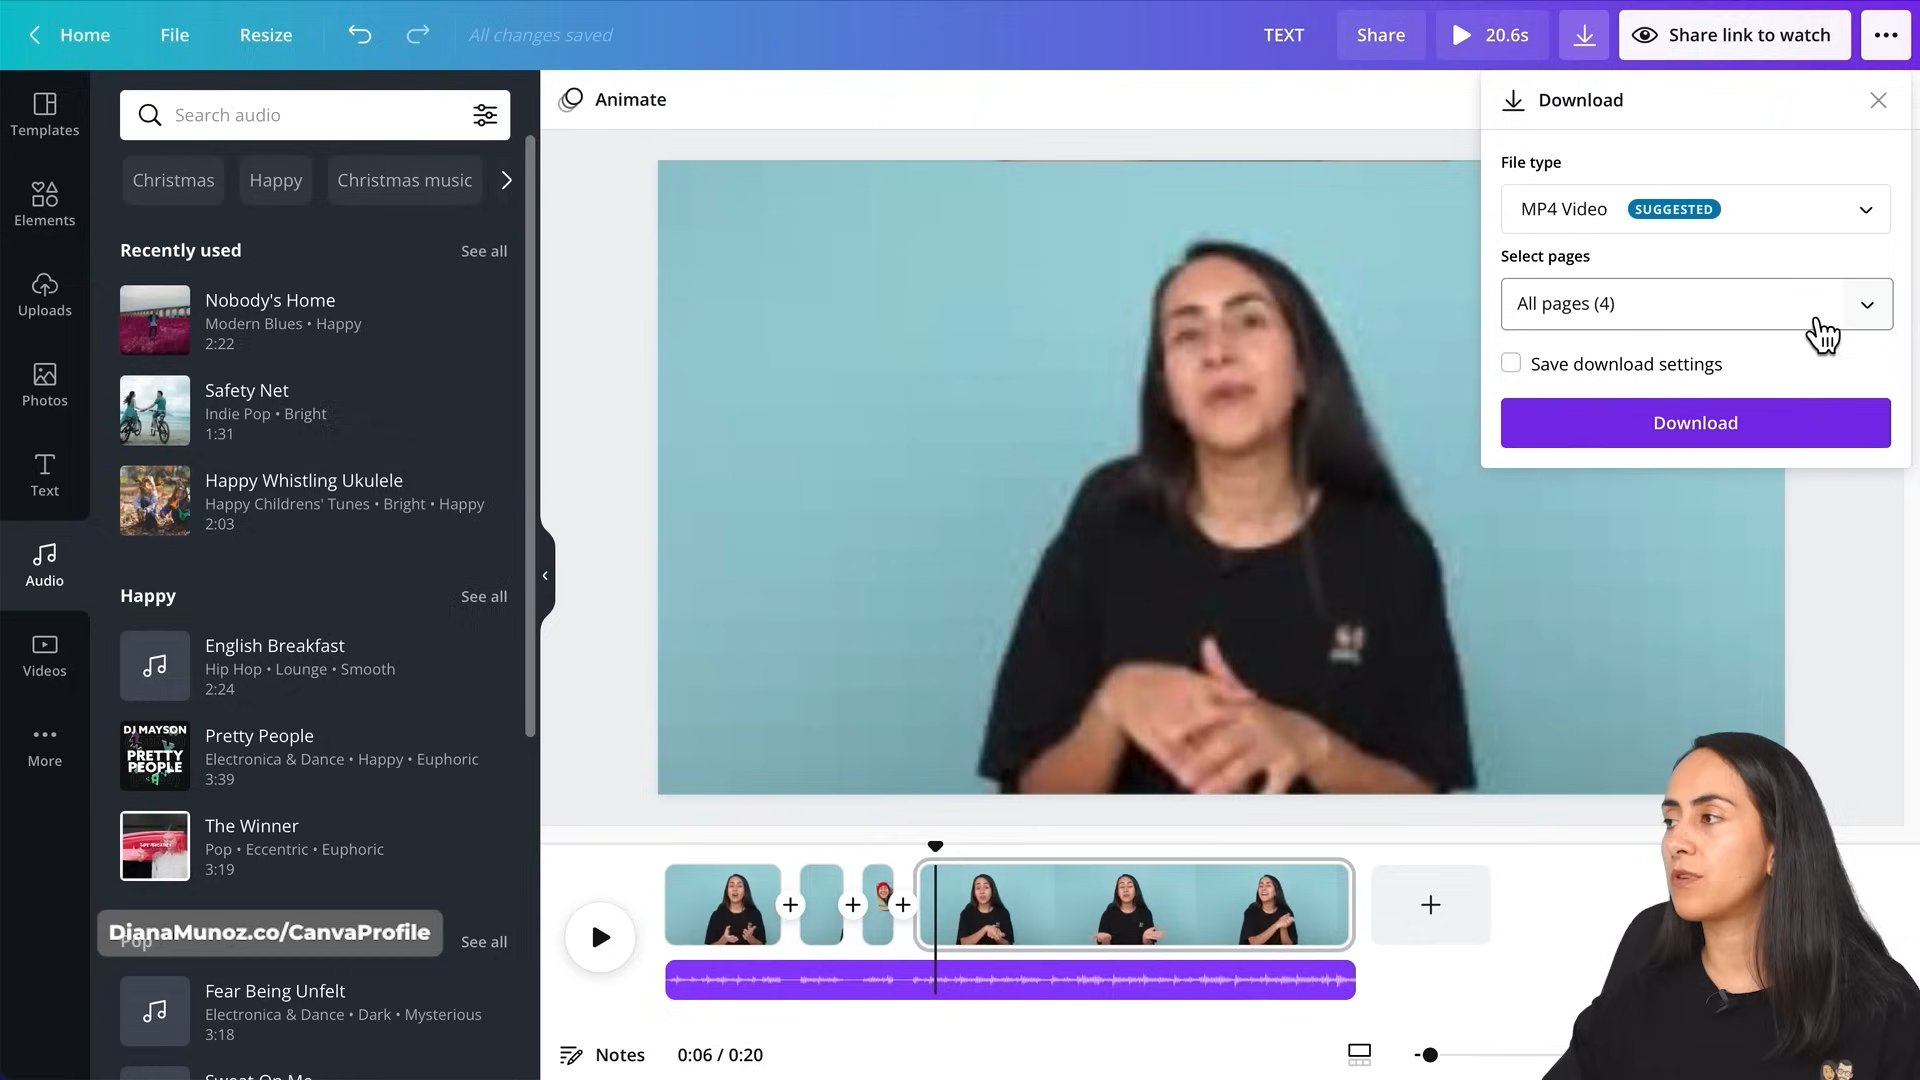 Home
File
Resize
All changes saved
TEXT
Share
20.6s
Share link to watch
Templates
Elements
Uploads
Photos
Text
Audio
Videos
More
Search audio
Christmas
Happy
Christmas music
Recently used
See all
Nobody's Home
Modern Blues • Happy
2:22
Safety Net
Indie Pop • Bright
1:31
Happy Whistling Ukulele
Happy Childrens' Tunes • Bright • Happy
2:03
Happy
See all
English Breakfast
Hip Hop • Lounge • Smooth
2:24
DJ MAYSON
PRETTY
PEOPLE
Pretty People
Electronica & Dance • Happy • Euphoric
3:39
The Winner
Pop • Eccentric • Euphoric
3:19
DianaMunoz.co/CanvaProfile
Pop
See all
Fear Being Unfelt
Electronica & Dance • Dark • Mysterious
3:18
Animate
Download
File type
MP4 Video
SUGGESTED
Select pages
All pages (4)
Save download settings
Download
Notes
0:06 / 0:20